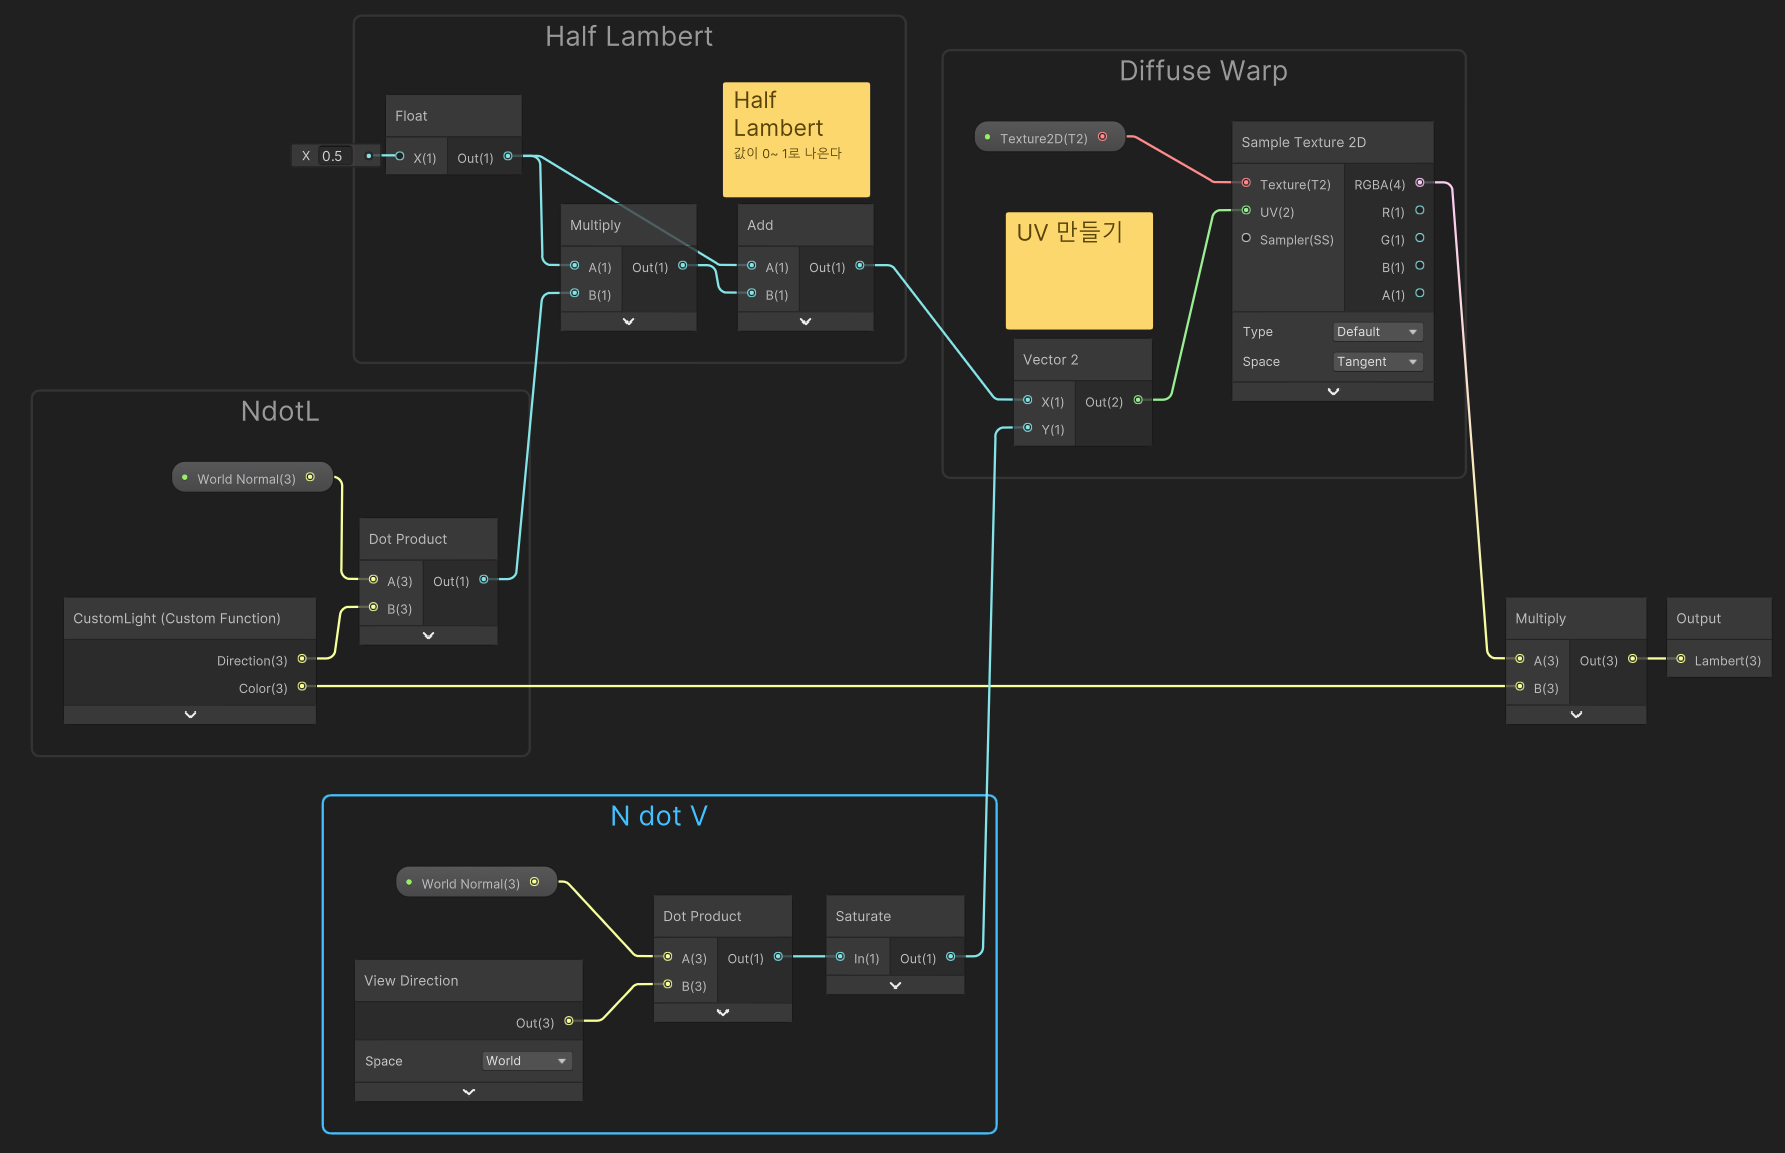 Half Lambert
Float
X 0.5
X(1) Out(1)
Half
Lambert
값이 0~ 1로 나온다
Multiply
A(1) Out(1)
B(1)
Add
A(1) Out(1)
B(1)
Diffuse Warp
Texture2D(T2)
Sample Texture 2D
Texture(T2) RGBA(4)
UV(2) R(1)
Sampler(SS) G(1)
B(1)
A(1)
Type Default
Space Tangent
UV 만들기
Vector 2
X(1) Out(2)
Y(1)
NdotL
World Normal(3)
Dot Product
A(3) Out(1)
B(3)
CustomLight (Custom Function)
Direction(3)
Color(3)
Multiply
A(3) Out(3)
B(3)
Output
Lambert(3)
N dot V
World Normal(3)
Dot Product
A(3) Out(1)
B(3)
Saturate
In(1) Out(1)
View Direction
Out(3)
Space World